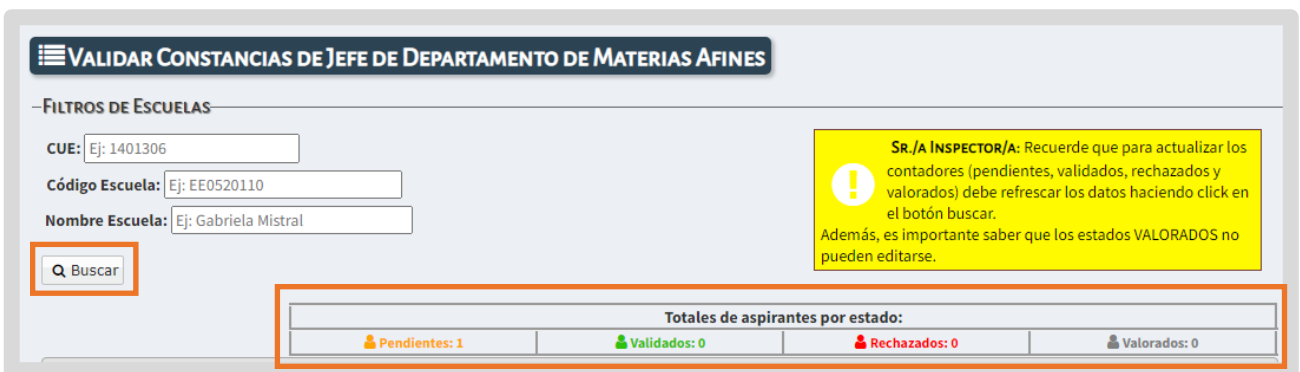 VALIDAR CONSTANCIAS DE JEFE DE DEPARTAMENTO DE MATERIAS AFINES
FILTROS DE ESCUELAS
CUE: Ej: 1401306
Código Escuela: Ej: EE0520110
Nombre Escuela: Ej: Gabriela Mistral
Buscar
SR./A INSPECTOR/A: Recuerde que para actualizar los
contadores (pendientes, validados, rechazados y
valorados) debe refrescar los datos haciendo click en
el botón buscar.
Además, es importante saber que los estados VALORADOS no
pueden editarse.
Totales de aspirantes por estado:
Pendientes: 1 Validados: 0 Rechazados: 0 Valorados: 0